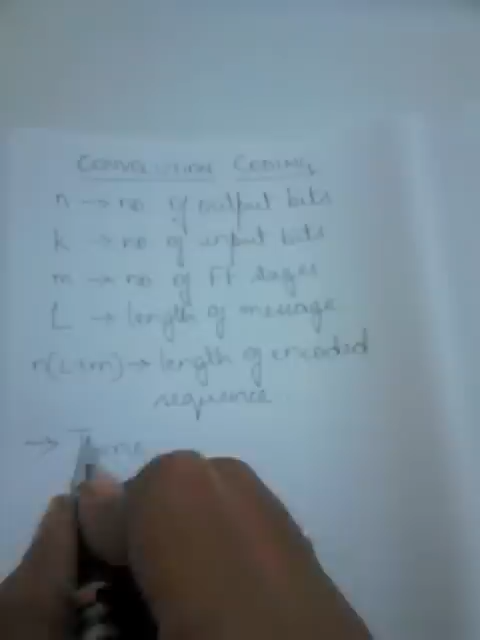 CONVOLUTION CODING
n → no. of output bits
k → no. of input bits
m → no. of FF stages
L → length of message
n(L+m) → length of encoded
sequence
→ Time